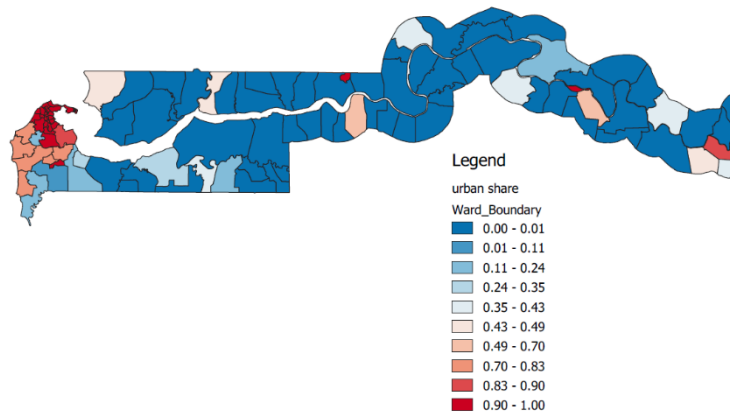 Legend
urban share
Ward_Boundary
0.00 - 0.01
0.01 - 0.11
0.11 - 0.24
0.24 - 0.35
0.35 - 0.43
0.43 - 0.49
0.49 - 0.70
0.70 - 0.83
0.83 - 0.90
0.90 - 1.00